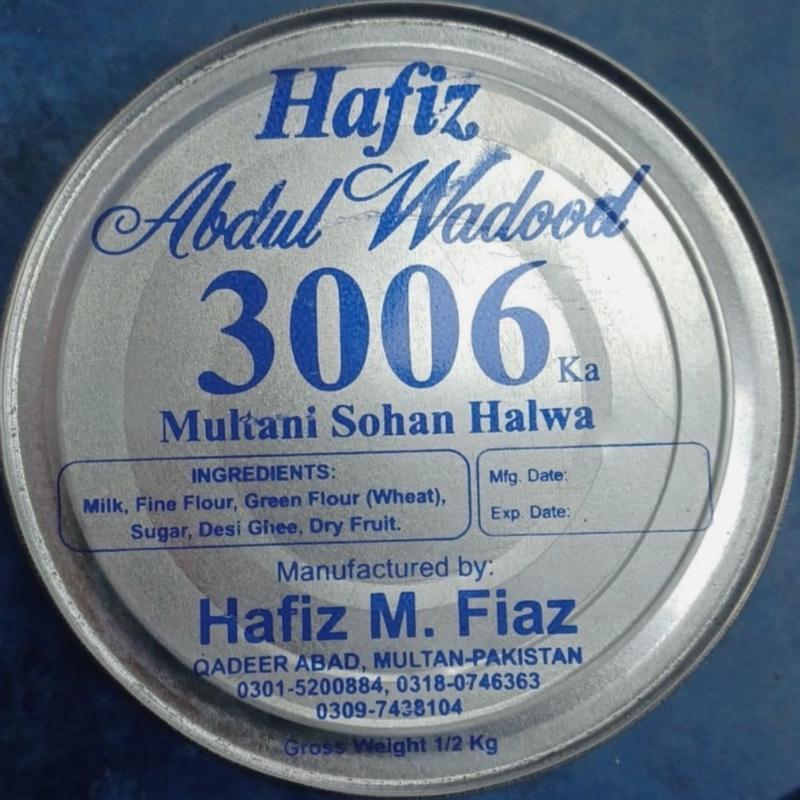 Hafiz
Abdul Wadood
3006 Ka
Multani Sohan Halwa
INGREDIENTS:
Milk, Fine Flour, Green Flour (Wheat),
Sugar, Desi Ghee, Dry Fruit.
Mfg. Date:
Exp. Date:
Manufactured by:
Hafiz M. Fiaz
QADEER ABAD, MULTAN-PAKISTAN
0301-5200884, 0318-0746363
0309-7438104
Gross Weight 1/2 Kg